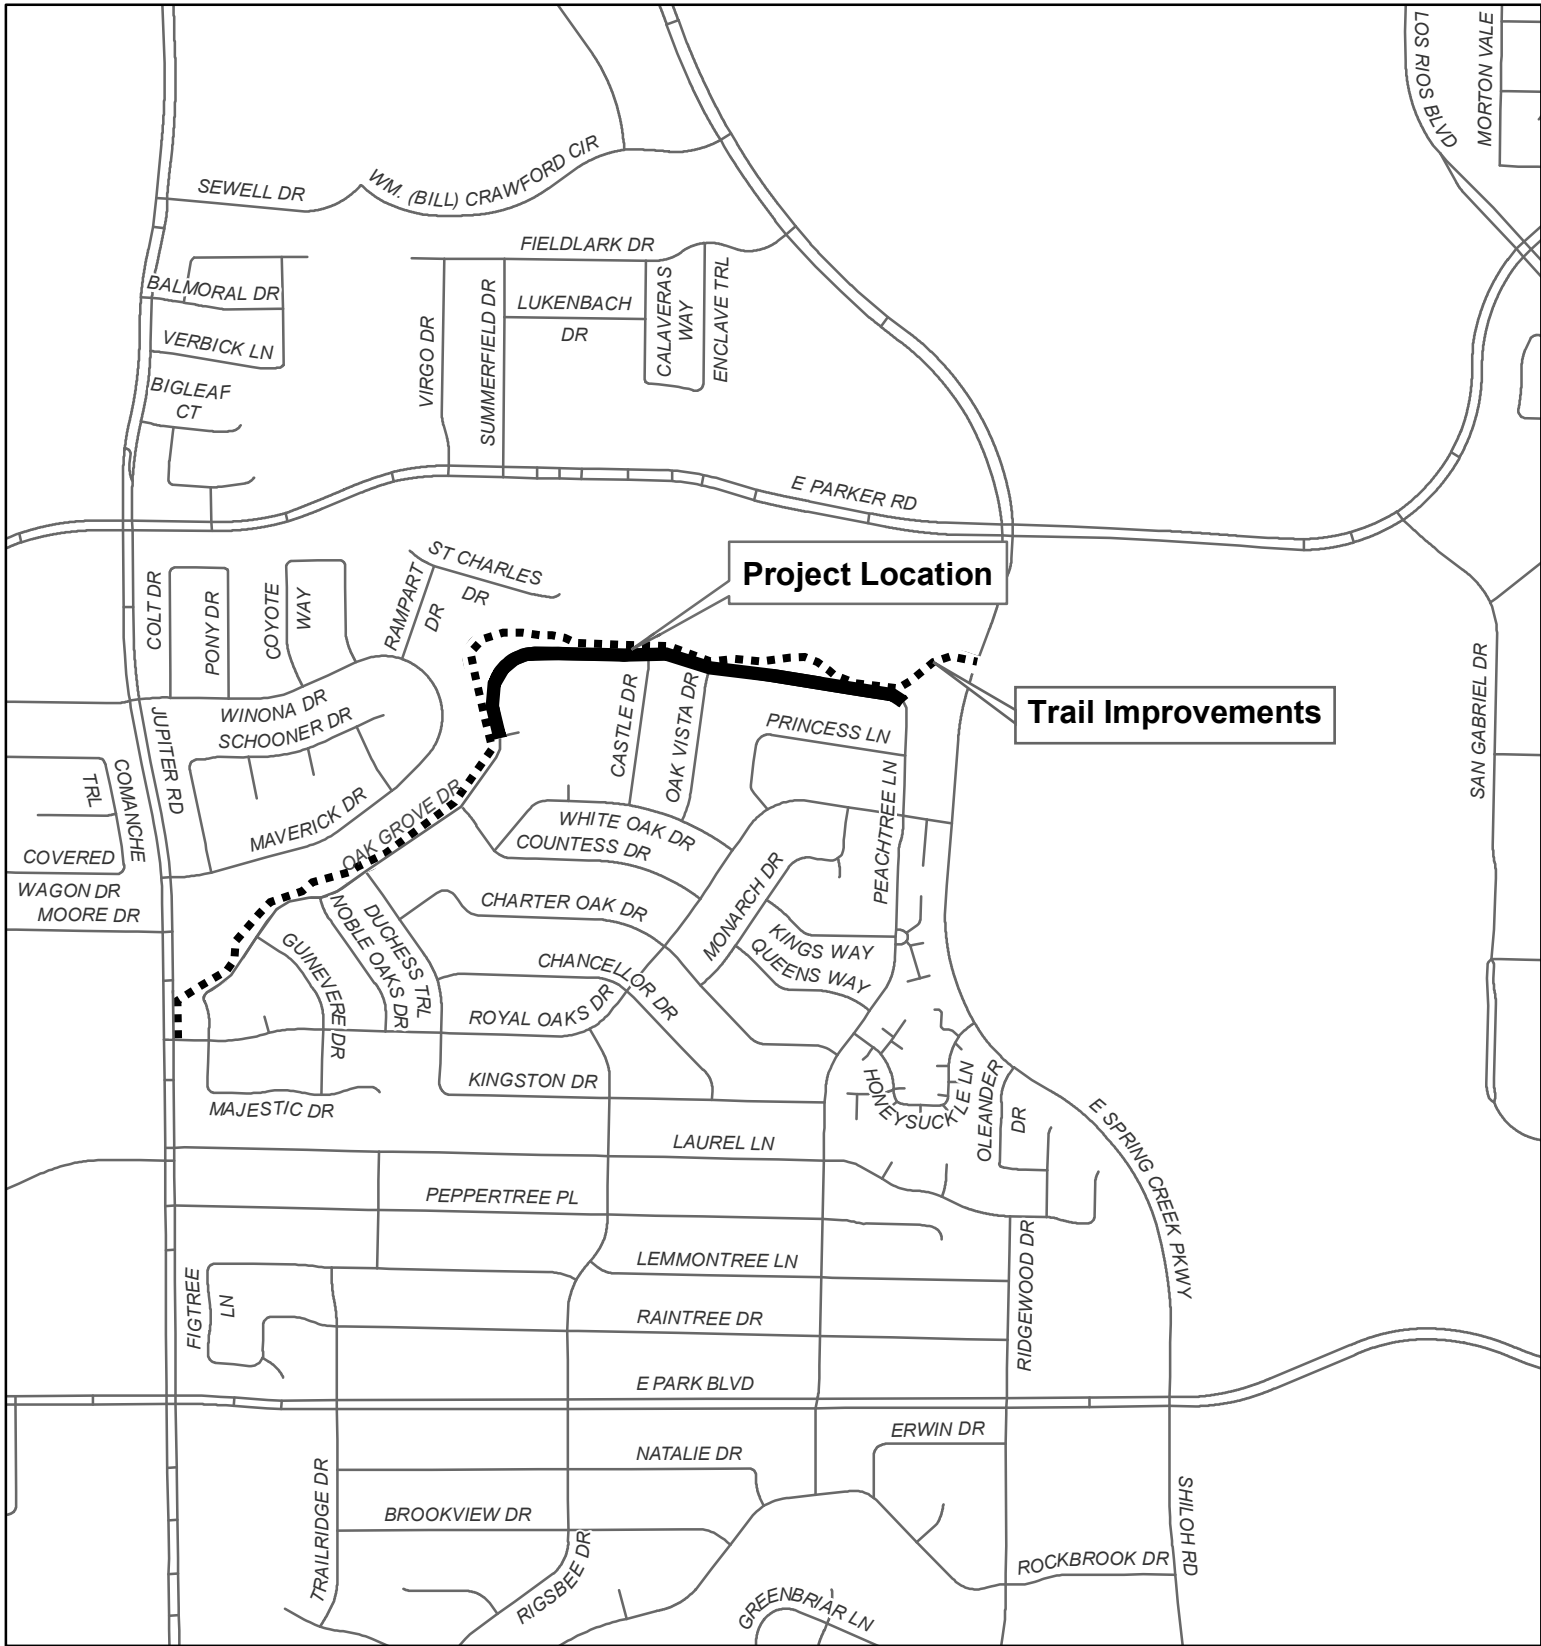 LOS RIOS BLVD
MORTON VALE
SEWELL DR
WM. (BILL) CRAWFORD CIR
FIELDLARK DR
BALMORAL DR
VERBICK LN
BIGLEAF
CT
VIRGO DR
SUMMERFIELD DR
LUKENBACH
DR
CALAVERAS
WAY
ENCLAVE TRL
E PARKER RD
ST CHARLES
DR
RAMPART
DR
Project Location
COLT DR
PONY DR
COYOTE
WAY
WINONA DR
SCHOONER DR
CASTLE DR
OAK VISTA DR
PRINCESS LN
Trail Improvements
SAN GABRIEL DR
JUPITER RD
COMANCHE
TRL
MAVERICK DR
OAK GROVE DR
WHITE OAK DR
COUNTESS DR
PEACHTREE LN
COVERED
WAGON DR
MOORE DR
CHARTER OAK DR
MONARCH DR
KINGS WAY
QUEENS WAY
DUCHESS TRL
NOBLE OAKS DR
GUINEVERE DR
CHANCELLOR DR
ROYAL OAKS DR
KINGSTON DR
MAJESTIC DR
HONEYSUCKLE LN
OLEANDER
DR
E SPRING CREEK PKWY
LAUREL LN
PEPPERTREE PL
LEMMONTREE LN
RIDGEWOOD DR
FIGTREE
LN
RAINTREE DR
E PARK BLVD
ERWIN DR
NATALIE DR
TRAILRIDGE DR
BROOKVIEW DR
SHILOH RD
RIGSBEE DR
ROCKBROOK DR
GREENBRIAR LN